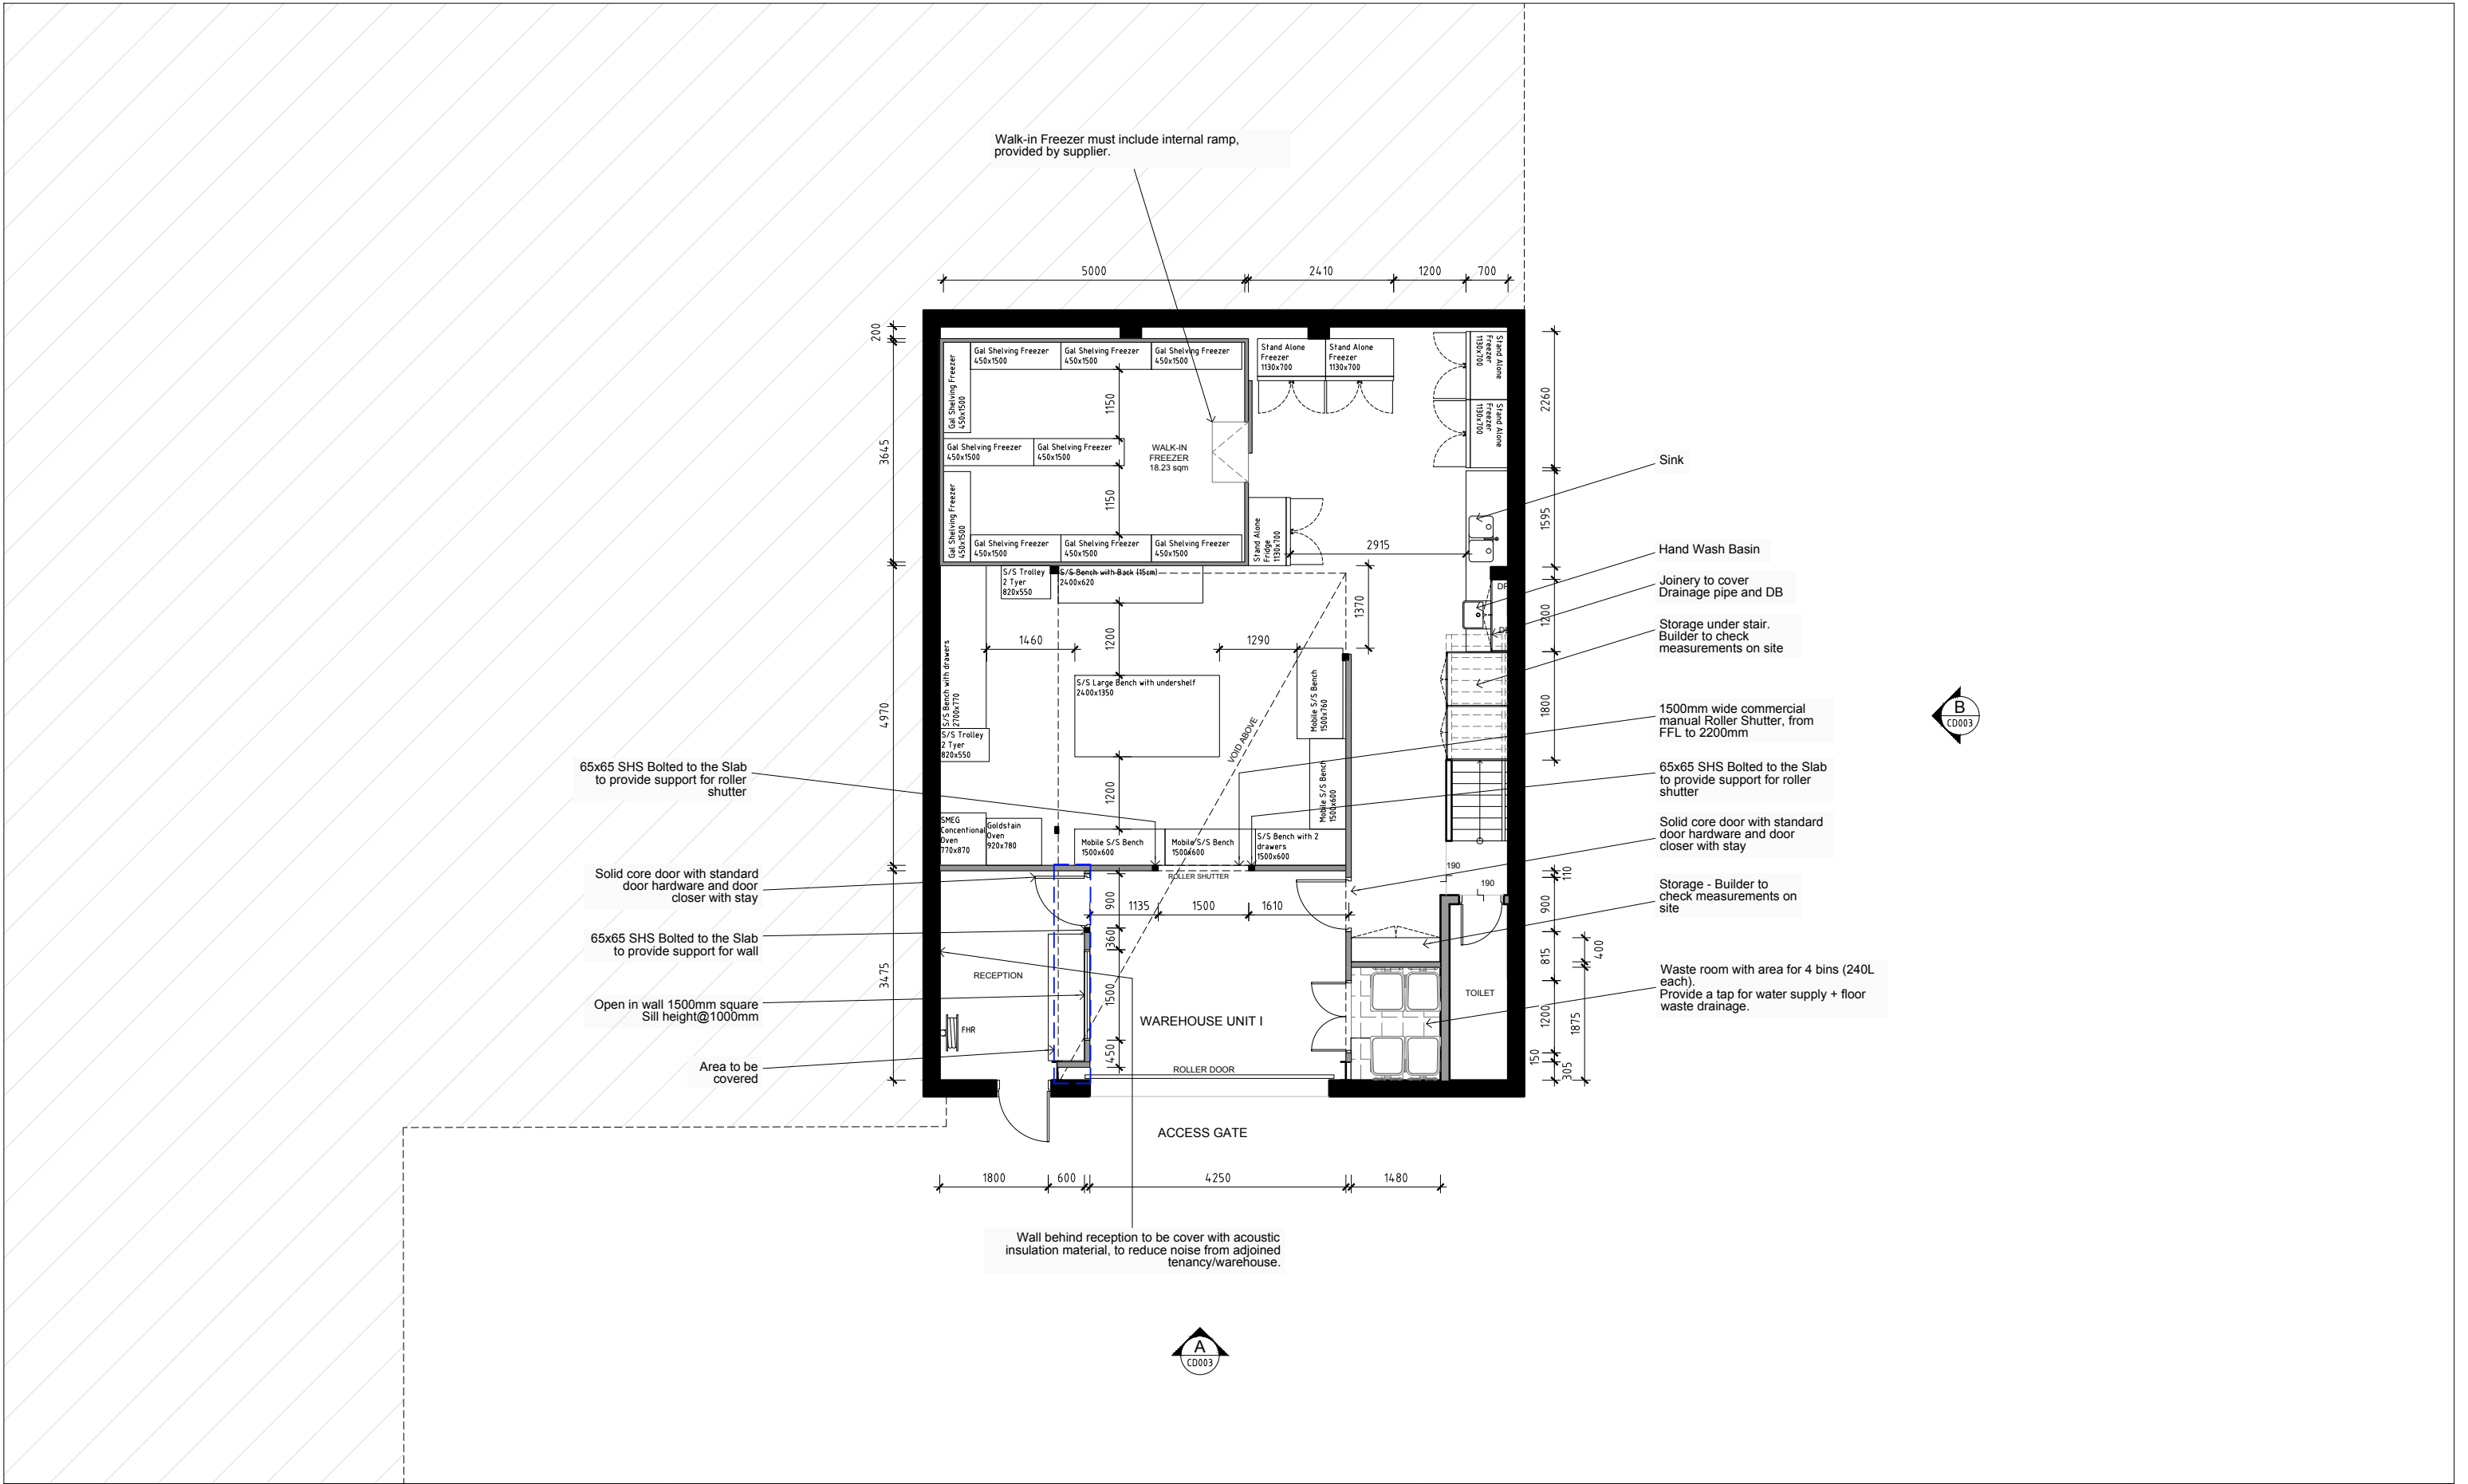 Walk-in Freezer must include internal ramp,
provided by supplier.
5000
2410
1200
700
200
3645
4970
3475
Gal Shelving Freezer
450x1500
Gal Shelving Freezer
450x1500
Gal Shelving Freezer
450x1500
Gal Shelving Freezer
450x1500
1150
Gal Shelving Freezer
450x1500
Gal Shelving Freezer
450x1500
WALK-IN
FREEZER
18.23 sqm
1150
Gal Shelving Freezer
450x1500
Gal Shelving Freezer
450x1500
Gal Shelving Freezer
450x1500
Gal Shelving Freezer
450x1500
Stand Alone
Freezer
1130x700
Stand Alone
Freezer
1130x700
Stand Alone
Freezer
1130x700
Stand Alone
Freezer
1130x700
Stand Alone
Fridge
1130x700
2915
2260
1595
1200
1800
Sink
Hand Wash Basin
Joinery to cover
Drainage pipe and DB
Storage under stair.
Builder to check
measurements on site
1500mm wide commercial
manual Roller Shutter, from
FFL to 2200mm
65x65 SHS Bolted to the Slab
to provide support for roller
shutter
Solid core door with standard
door hardware and door
closer with stay
Storage - Builder to
check measurements on
site
Waste room with area for 4 bins (240L
each).
Provide a tap for water supply + floor
waste drainage.
B
CD003
S/S Trolley
2 Tyer
820x550
S/S Bench with Back (15cm)
2400x620
1370
1460
1200
1290
S/S Bench with drawers
2700x770
S/S Large Bench with undershelf
2400x1350
Mobile S/S Bench
1500x760
VOID ABOVE
S/S Trolley
2 Tyer
820x550
1200
Mobile S/S Bench
1500x600
SMEG
Concentional
Oven
770x870
Goldstain
Oven
920x780
Mobile S/S Bench
1500x600
Mobile S/S Bench
1500x600
S/S Bench with 2
drawers
1500x600
65x65 SHS Bolted to the Slab
to provide support for roller
shutter
Solid core door with standard
door hardware and door
closer with stay
65x65 SHS Bolted to the Slab
to provide support for wall
Open in wall 1500mm square
Sill height@1000mm
Area to be
covered
ROLLER SHUTTER
900
1135
1500
1610
360
1500
450
RECEPTION
FHR
WAREHOUSE UNIT I
ROLLER DOOR
TOILET
190
190
110
900
815
400
1200
1875
150
305
ACCESS GATE
1800
600
4250
1480
Wall behind reception to be cover with acoustic
insulation material, to reduce noise from adjoined
tenancy/warehouse.
A
CD003